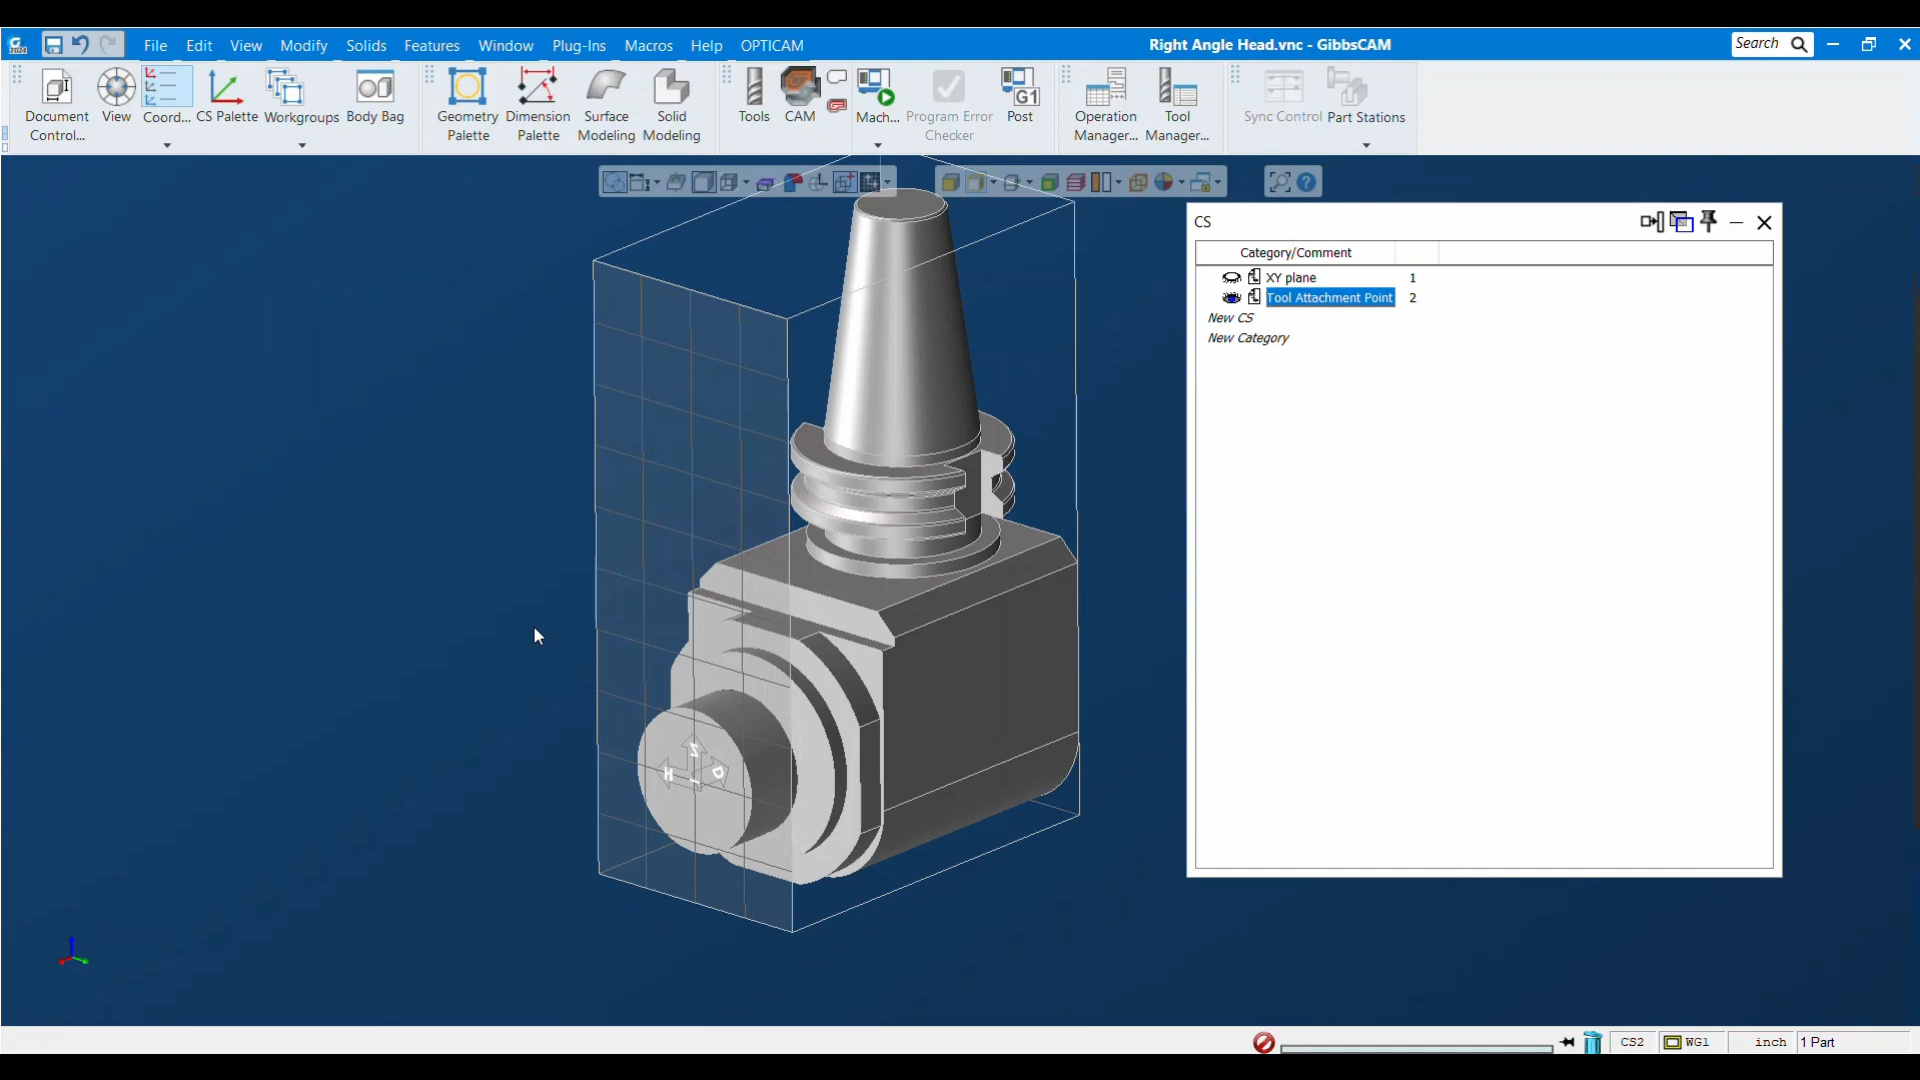 2024
File Edit View Modify Solids Features Window Plug-Ins Macros Help OPTICAM
Right Angle Head.vnc - GibbsCAM
Search
Document Control...
View
Coord...
CS Palette
Workgroups
Body Bag
Geometry Palette
Dimension Palette
Surface Modeling
Solid Modeling
Tools
CAM
Mach...
Program Error Checker
G1
Post
Operation Manager...
Tool Manager...
Sync Control
Part Stations
CS
Category/Comment
XY plane 1
Tool Attachment Point 2
New CS
New Category
Z
H
D
CS2 WG1 inch 1 Part